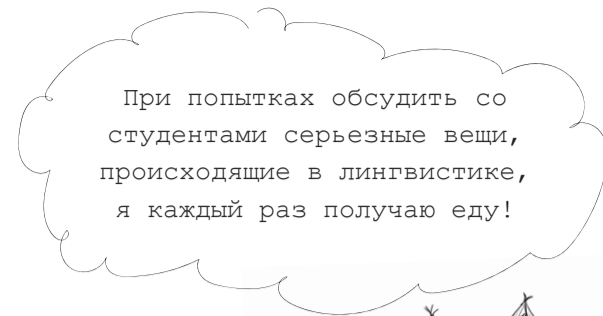 При попытках обсудить со
студентами серьезные вещи,
происходящие в лингвистике,
я каждый раз получаю еду!